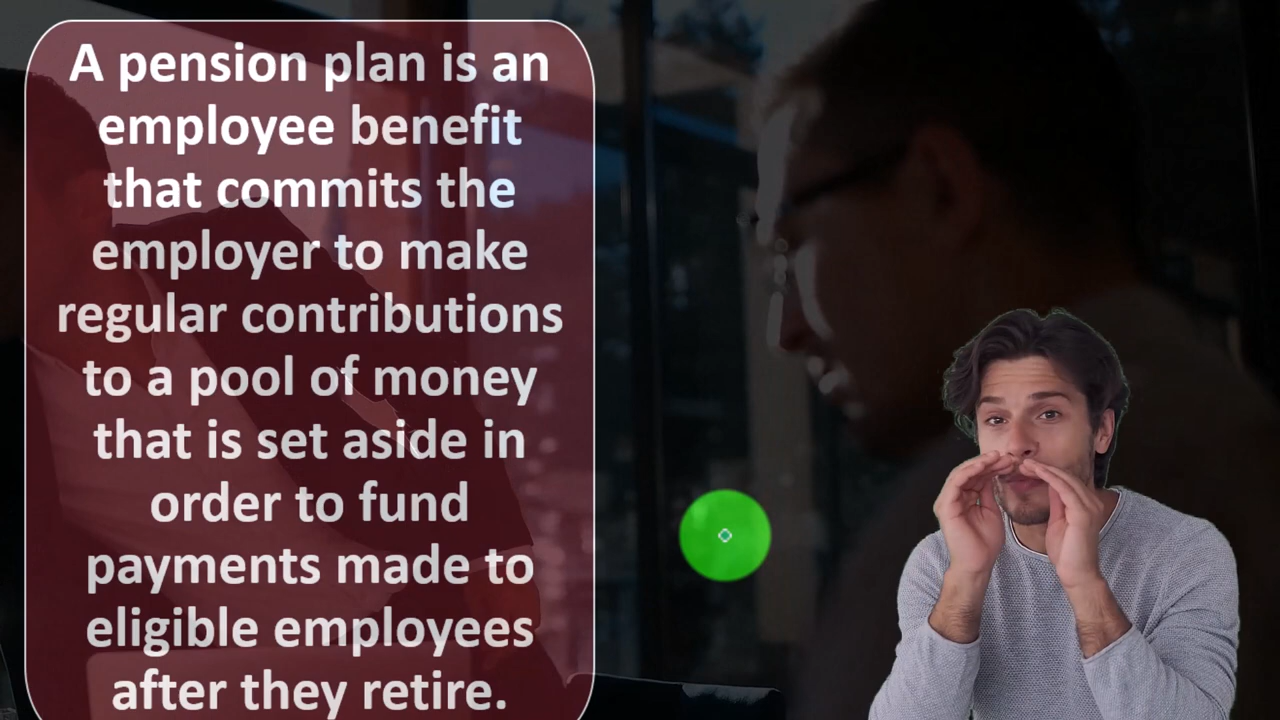 A pension plan is an
employee benefit
that commits the
employer to make
regular contributions
to a pool of money
that is set aside in
order to fund
payments made to
eligible employees
after they retire.